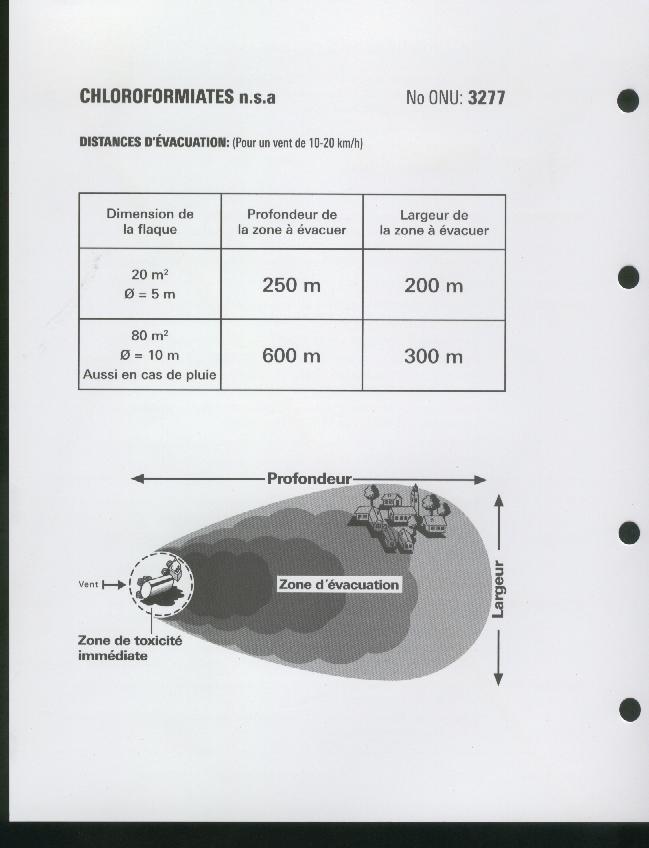 CHLOROFORMIATES n.s.a No ONU: 3277
DISTANCES D'ÉVACUATION: (Pour un vent de 10-20 km/h)
Dimension de la flaque
Profondeur de la zone à évacuer
Largeur de la zone à évacuer
20 m²
Ø = 5 m
250 m
200 m
80 m²
Ø = 10 m
Aussi en cas de pluie
600 m
300 m
Profondeur
Vent
Zone d'évacuation
Largeur
Zone de toxicité
immédiate